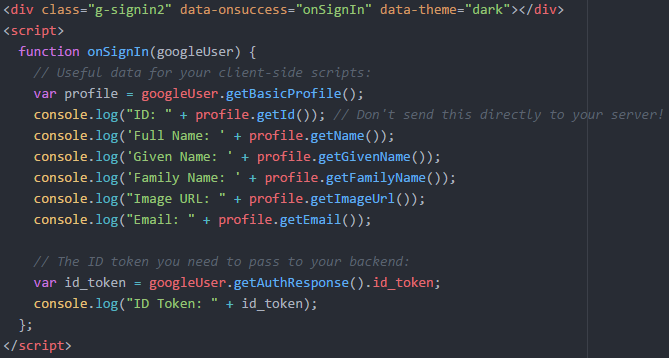 <div class="g-signin2" data-onsuccess="onSignIn" data-theme="dark"></div>
<script>
  function onSignIn(googleUser) {
    // Useful data for your client-side scripts:
    var profile = googleUser.getBasicProfile();
    console.log("ID: " + profile.getId()); // Don't send this directly to your server!
    console.log('Full Name: ' + profile.getName());
    console.log('Given Name: ' + profile.getGivenName());
    console.log('Family Name: ' + profile.getFamilyName());
    console.log("Image URL: " + profile.getImageUrl());
    console.log("Email: " + profile.getEmail());

    // The ID token you need to pass to your backend:
    var id_token = googleUser.getAuthResponse().id_token;
    console.log("ID Token: " + id_token);
  };
</script>